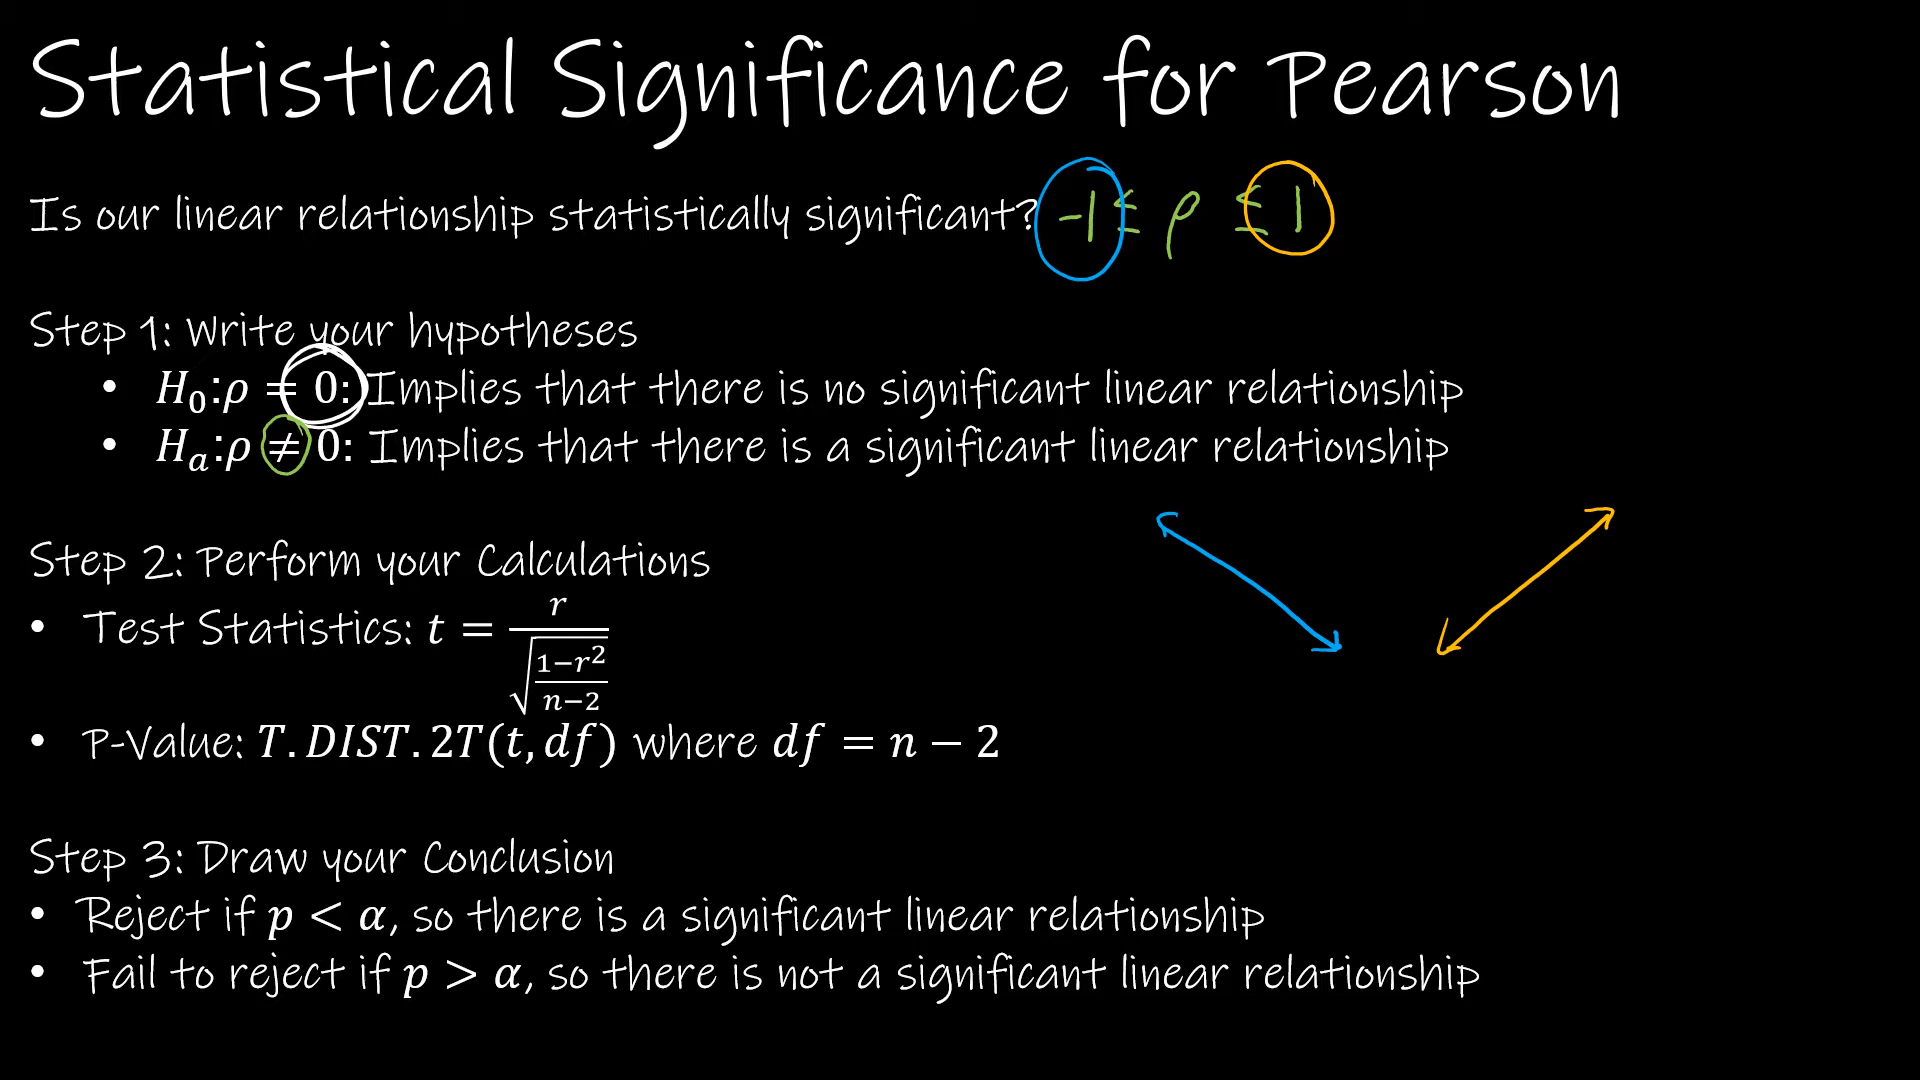 Statistical Significance for Pearson
Is our linear relationship statistically significant? -1 ≤ ρ ≤ 1
Step 1: Write your hypotheses
• H₀:ρ = 0: Implies that there is no significant linear relationship
• Hₐ:ρ ≠ 0: Implies that there is a significant linear relationship
Step 2: Perform your Calculations
• Test Statistics: t = r / √((1−r²)/(n−2))
• P-Value: T.DIST.2T(t, df) where df = n − 2
Step 3: Draw your Conclusion
• Reject if p < α, so there is a significant linear relationship
• Fail to reject if p > α, so there is not a significant linear relationship